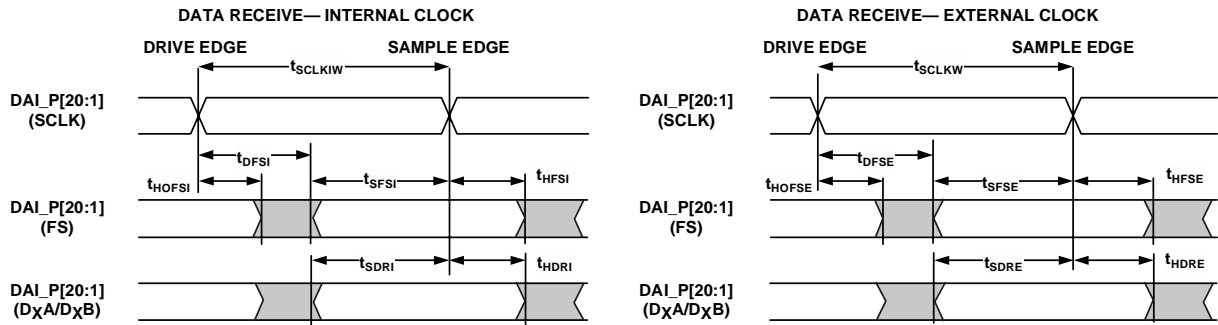 DATA RECEIVE— INTERNAL CLOCK
DRIVE EDGE SAMPLE EDGE
tSCLKIW
DAI_P[20:1]
(SCLK)
tDFSI
tHOFSI
tSFSI
tHFSI
DAI_P[20:1]
(FS)
tSDRI
tHDRI
DAI_P[20:1]
(DXA/DXB)
DATA RECEIVE— EXTERNAL CLOCK
DRIVE EDGE SAMPLE EDGE
tSCLKW
DAI_P[20:1]
(SCLK)
tDFSE
tHOFSE
tSFSE
tHFSE
DAI_P[20:1]
(FS)
tSDRE
tHDRE
DAI_P[20:1]
(DXA/DXB)